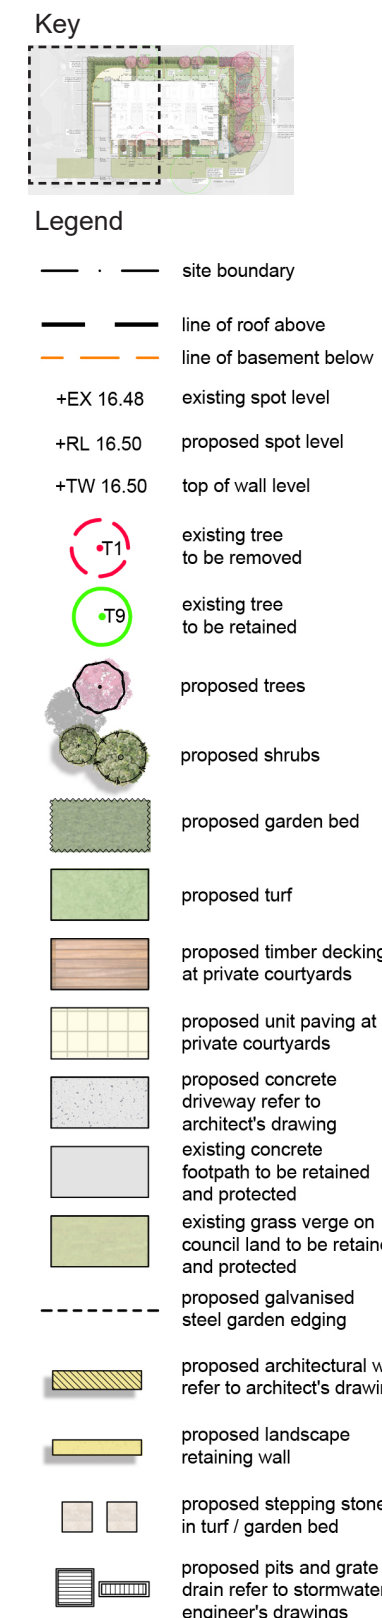 Key
Legend
site boundary
line of roof above
line of basement below
+EX 16.48 existing spot level
+RL 16.50 proposed spot level
+TW 16.50 top of wall level
T1 existing tree
to be removed
T9 existing tree
to be retained
proposed trees
proposed shrubs
proposed garden bed
proposed turf
proposed timber decking
at private courtyards
proposed unit paving at
private courtyards
proposed concrete
driveway refer to
architect's drawing
existing concrete
footpath to be retained
and protected
existing grass verge on
council land to be retaine
and protected
proposed galvanised
steel garden edging
proposed architectural w
refer to architect's drawin
proposed landscape
retaining wall
proposed stepping stone
in turf / garden bed
proposed pits and grate
drain refer to stormwater
engineer's drawings